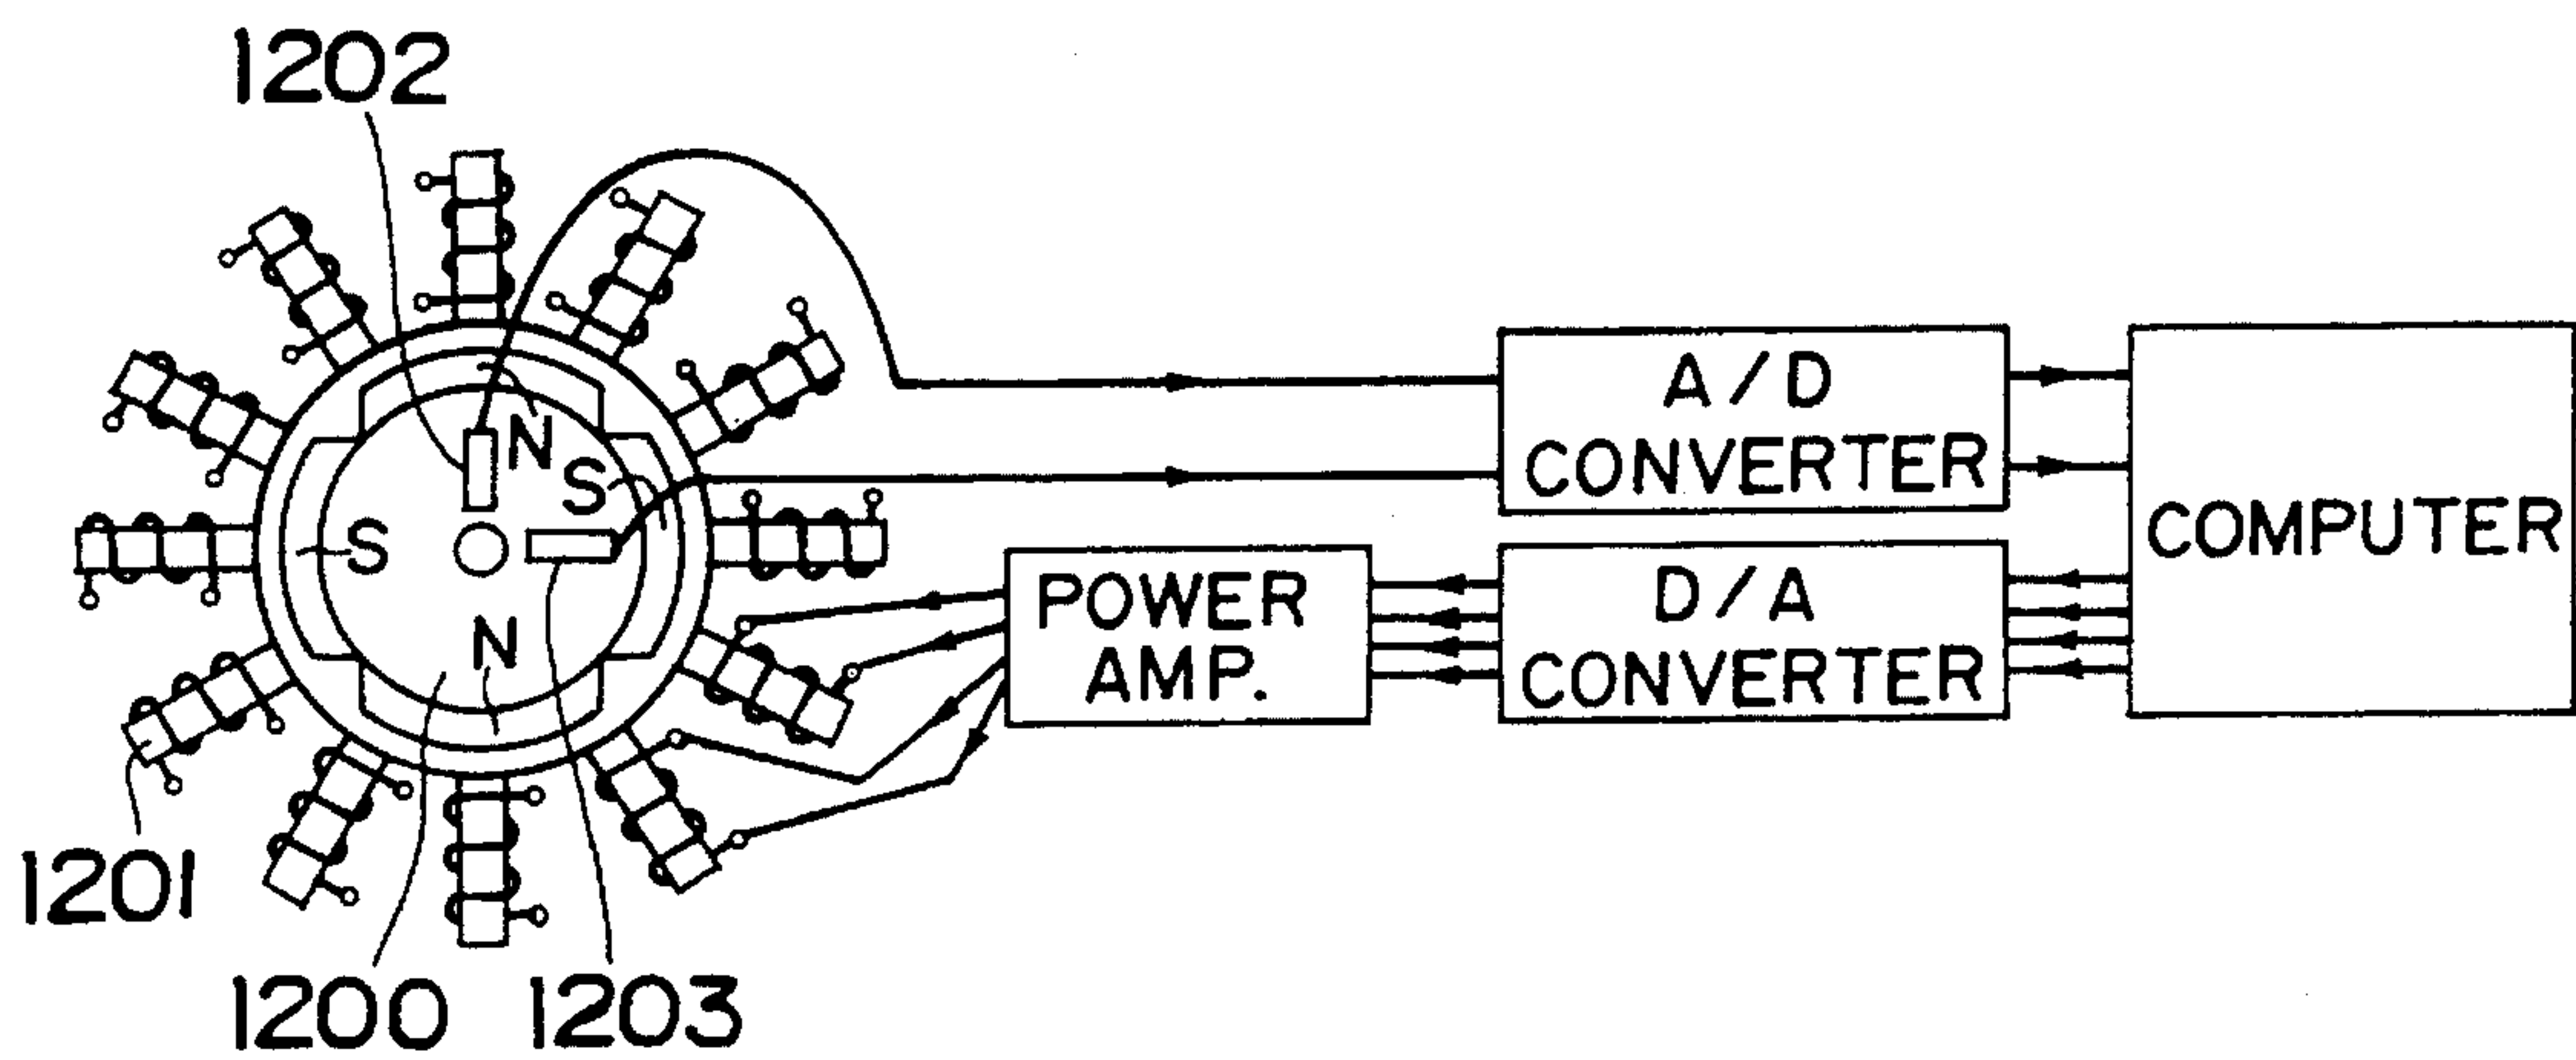 1202
N
S
S
N
1201
1200
1203
A/D
CONVERTER
COMPUTER
POWER
AMP.
D/A
CONVERTER